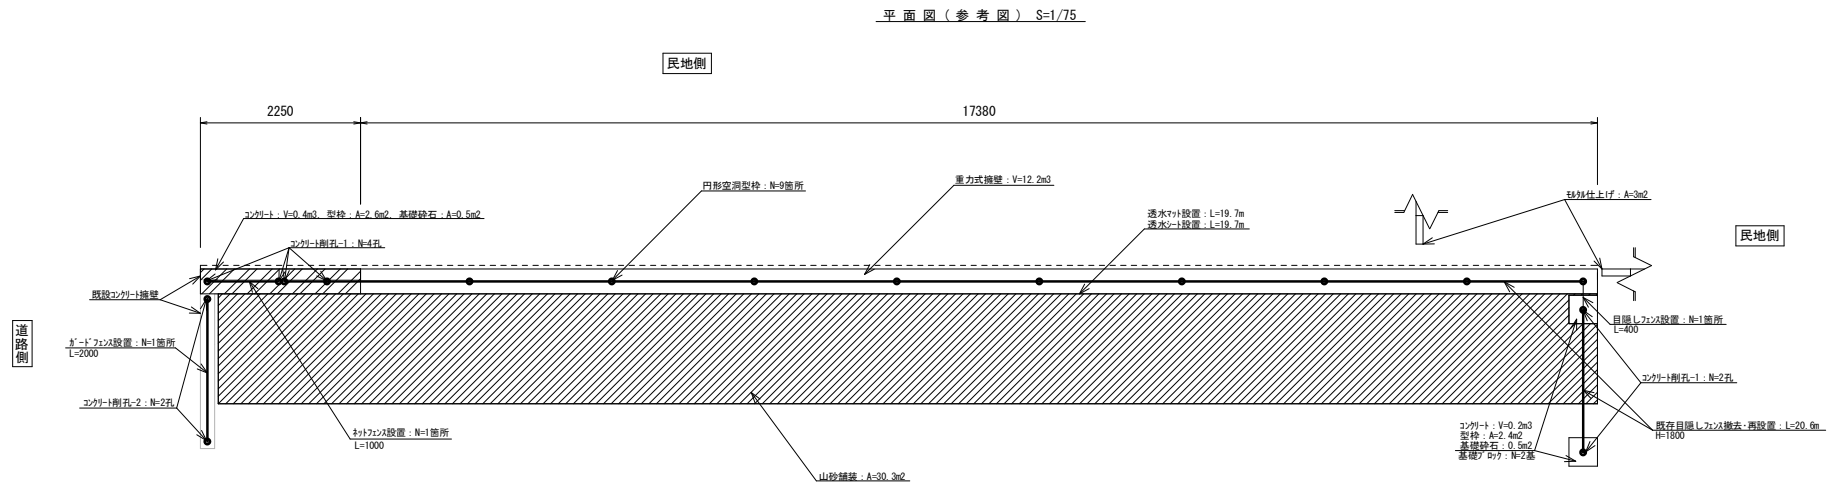 平面図(参考図) S=1/75
民地側
2250
17380
円形空洞型枠：N=9箇所
重力式擁壁：V=12.2m3
ﾓﾙﾀﾙ仕上げ：A=3m2
ｺﾝｸﾘｰﾄ：V=0.4m3, 型枠：A=2.6m2, 基礎砕石：A=0.5m2
透水ﾏｯﾄ設置：L=19.7m
透水ｼｰﾄ設置：L=19.7m
民地側
ｺﾝｸﾘｰﾄ削孔-1：N=4孔
既設ｺﾝｸﾘｰﾄ擁壁
道路側
目隠しﾌｪﾝｽ設置：N=1箇所
L=400
ｶﾞｰﾄﾞﾌｪﾝｽ設置：N=1箇所
L=2000
ｺﾝｸﾘｰﾄ削孔-1：N=2孔
ｺﾝｸﾘｰﾄ削孔-2：N=2孔
ﾈｯﾄﾌｪﾝｽ設置：N=1箇所
L=1000
ｺﾝｸﾘｰﾄ：V=0.2m3
型枠：A=2.4m2
基礎砕石：0.5m2
基礎ﾌﾞﾛｯｸ：N=2基
既存目隠しﾌｪﾝｽ撤去・再設置：L=20.6m
H=1800
山砂舗装：A=30.3m2